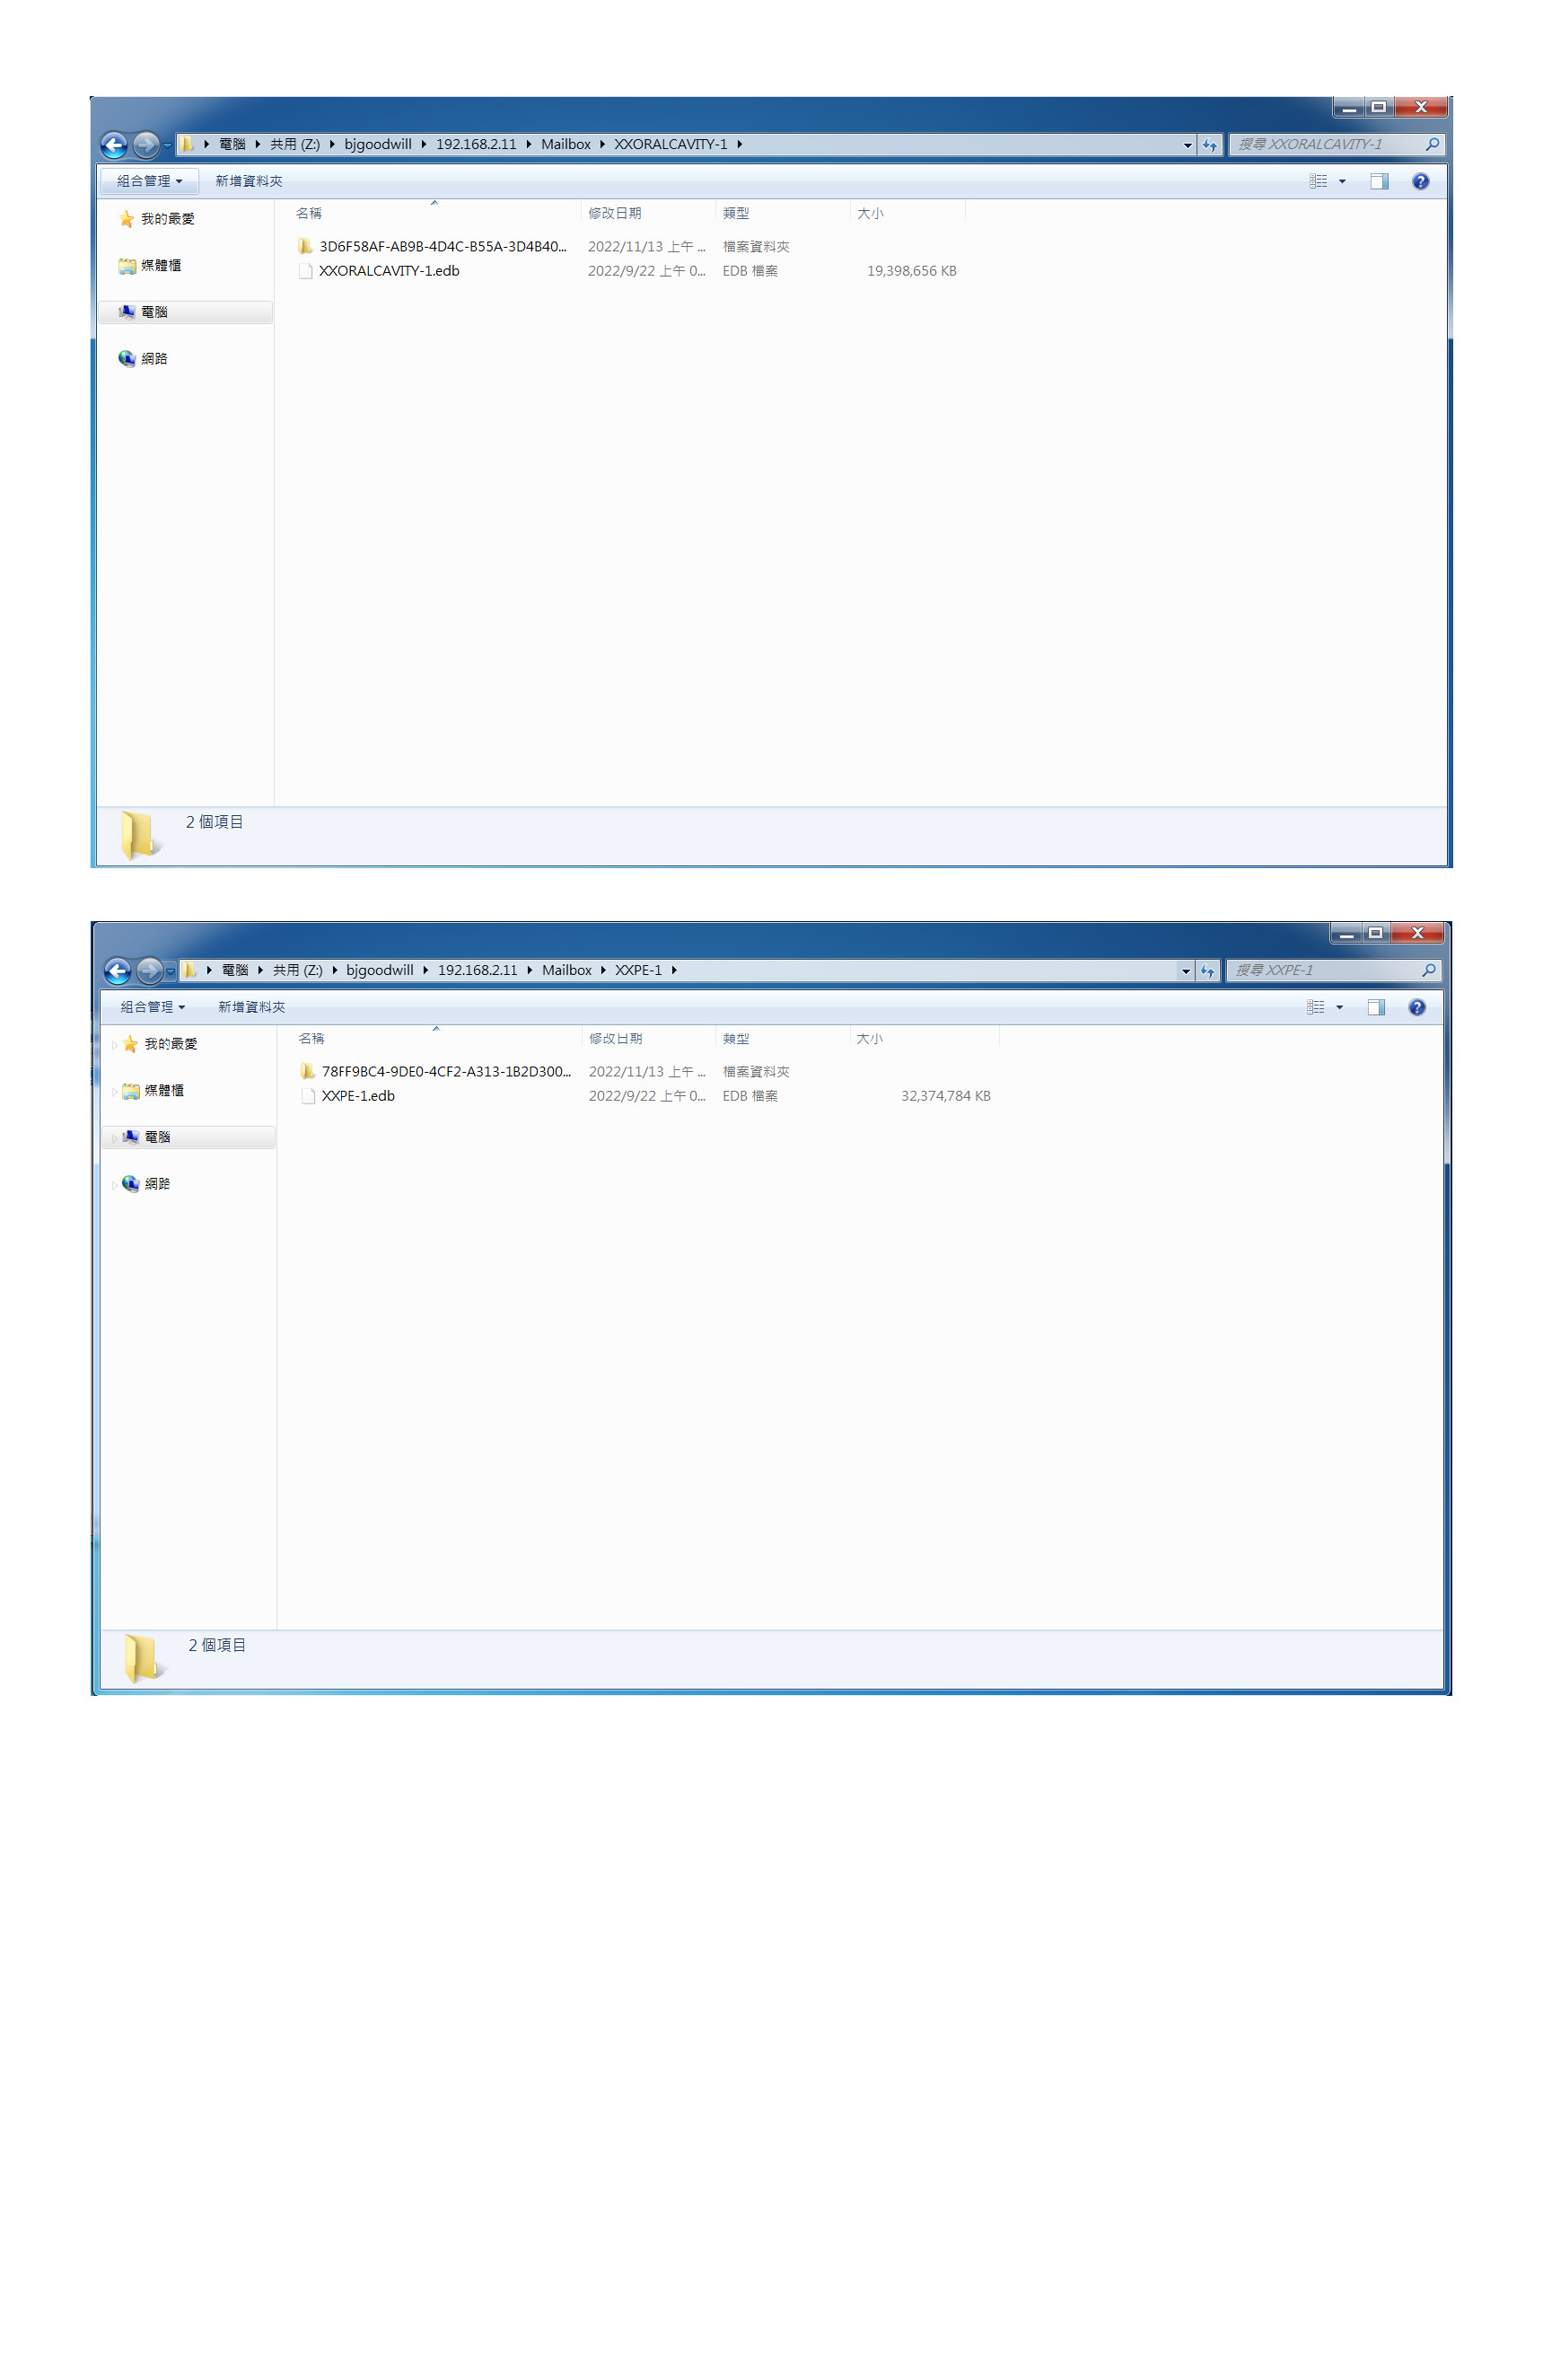 電腦 共用 (Z:) bjgoodwill 192.168.2.11 Mailbox XXORALCAVITY-1 搜尋 XXORALCAVITY-1
組合管理 新增資料夾
名稱 修改日期 類型 大小
我的最愛
媒體櫃
電腦
網路
3D6F58AF-AB9B-4D4C-B55A-3D4B40... 2022/11/13 上午 ... 檔案資料夾
XXORALCAVITY-1.edb 2022/9/22 上午 0... EDB 檔案 19,398,656 KB
2 個項目
電腦 共用 (Z:) bjgoodwill 192.168.2.11 Mailbox XXPE-1 搜尋 XXPE-1
組合管理 新增資料夾
名稱 修改日期 類型 大小
我的最愛
媒體櫃
電腦
網路
78FF9BC4-9DE0-4CF2-A313-1B2D300... 2022/11/13 上午 ... 檔案資料夾
XXPE-1.edb 2022/9/22 上午 0... EDB 檔案 32,374,784 KB
2 個項目